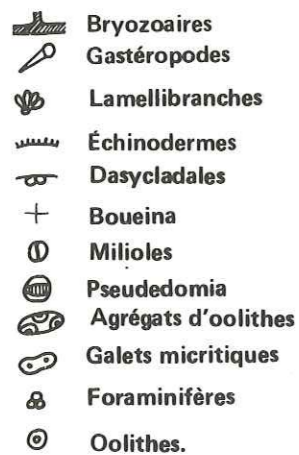 Bryozoaires
Gastéropodes
Lamellibranches
Échinodermes
Dasycladales
Boueina
Milioles
Pseudedomia
Agrégats d'oolithes
Galets micritiques
Foraminifères
Oolithes.